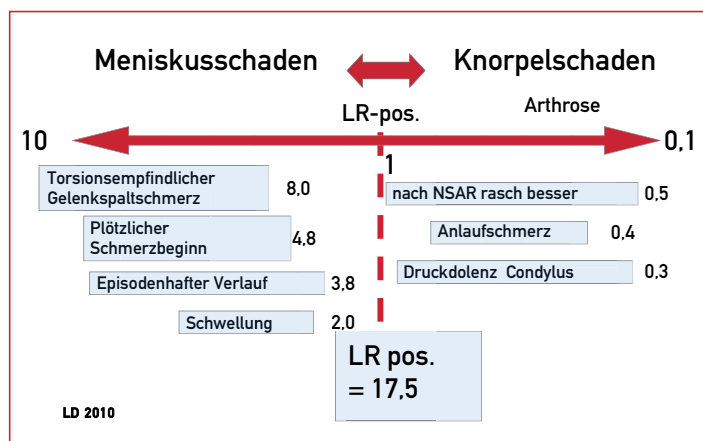 Meniskusschaden
Knorpelschaden
LR-pos.
Arthrose
10
0,1
1
Torsionsempfindlicher
Gelenkspaltschmerz
8,0
Plötzlicher
Schmerzbeginn
4,8
Episodenhafter Verlauf
3,8
Schwellung
2,0
nach NSAR rasch besser
0,5
Anlaufschmerz
0,4
Druckdolenz Condylus
0,3
LR pos.
= 17,5
LD 2010